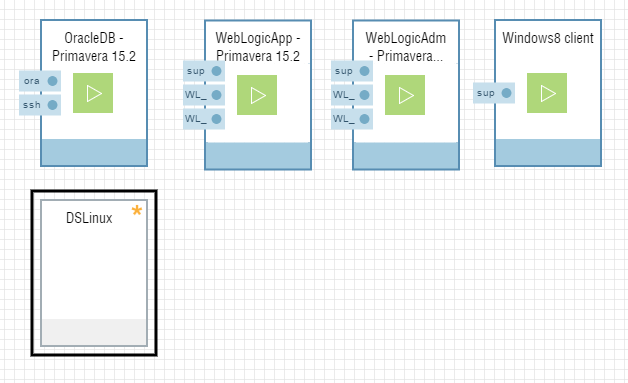 OracleDB -
Primavera 15.2
ora
ssh
WebLogicApp -
Primavera 15.2
sup
WL_
WL_
WebLogicAdm
- Primavera...
sup
WL_
WL_
Windows8 client
sup
DSLinux
*